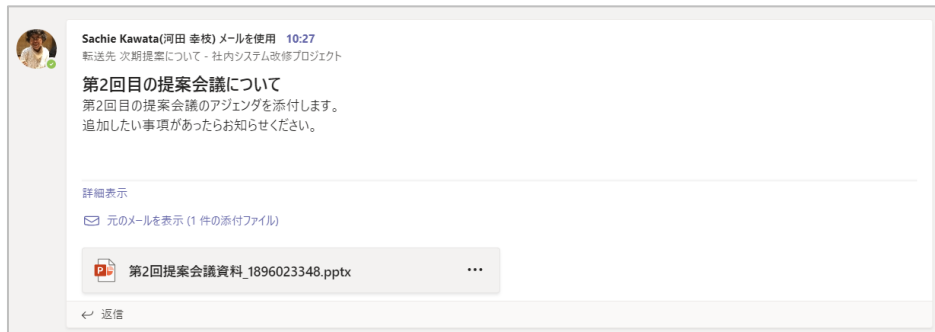 Sachie Kawata(河田 幸枝) メールを使用 10:27
転送先 次期提案について - 社内システム改修プロジェクト
第2回目の提案会議について
第2回目の提案会議のアジェンダを添付します。
追加したい事項があったらお知らせください。
詳細表示
元のメールを表示 (1 件の添付ファイル)
第2回提案会議資料_1896023348.pptx
返信